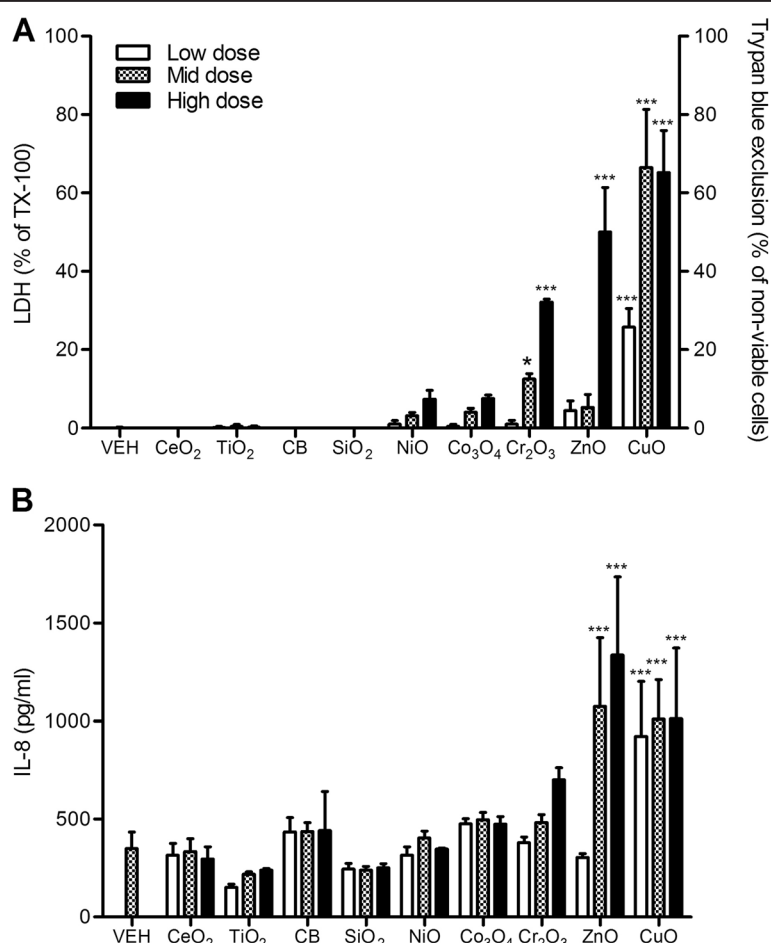 A
LDH (% of TX-100)
Trypan blue exclusion (% of non-viable cells)
100
80
60
40
20
0
100
80
60
40
20
0
Low dose
Mid dose
High dose
*
***
***
***
***
***
VEH CeO₂ TiO₂ CB SiO₂ NiO Co₃O₄ Cr₂O₃ ZnO CuO
B
IL-8 (pg/ml)
2000
1500
1000
500
0
***
***
***
***
***
VEH CeO₂ TiO₂ CB SiO₂ NiO Co₃O₄ Cr₂O₃ ZnO CuO